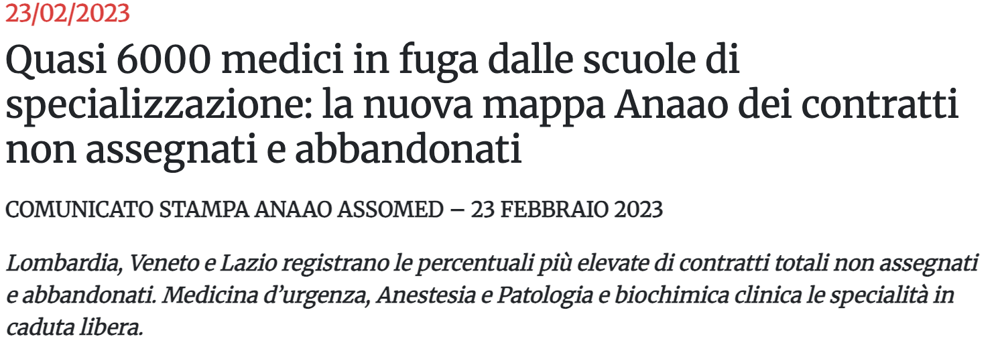 23/02/2023
Quasi 6000 medici in fuga dalle scuole di
specializzazione: la nuova mappa Anaao dei contratti
non assegnati e abbandonati
COMUNICATO STAMPA ANAAO ASSOMED – 23 FEBBRAIO 2023
Lombardia, Veneto e Lazio registrano le percentuali più elevate di contratti totali non assegnati
e abbandonati. Medicina d’urgenza, Anestesia e Patologia e biochimica clinica le specialità in
caduta libera.